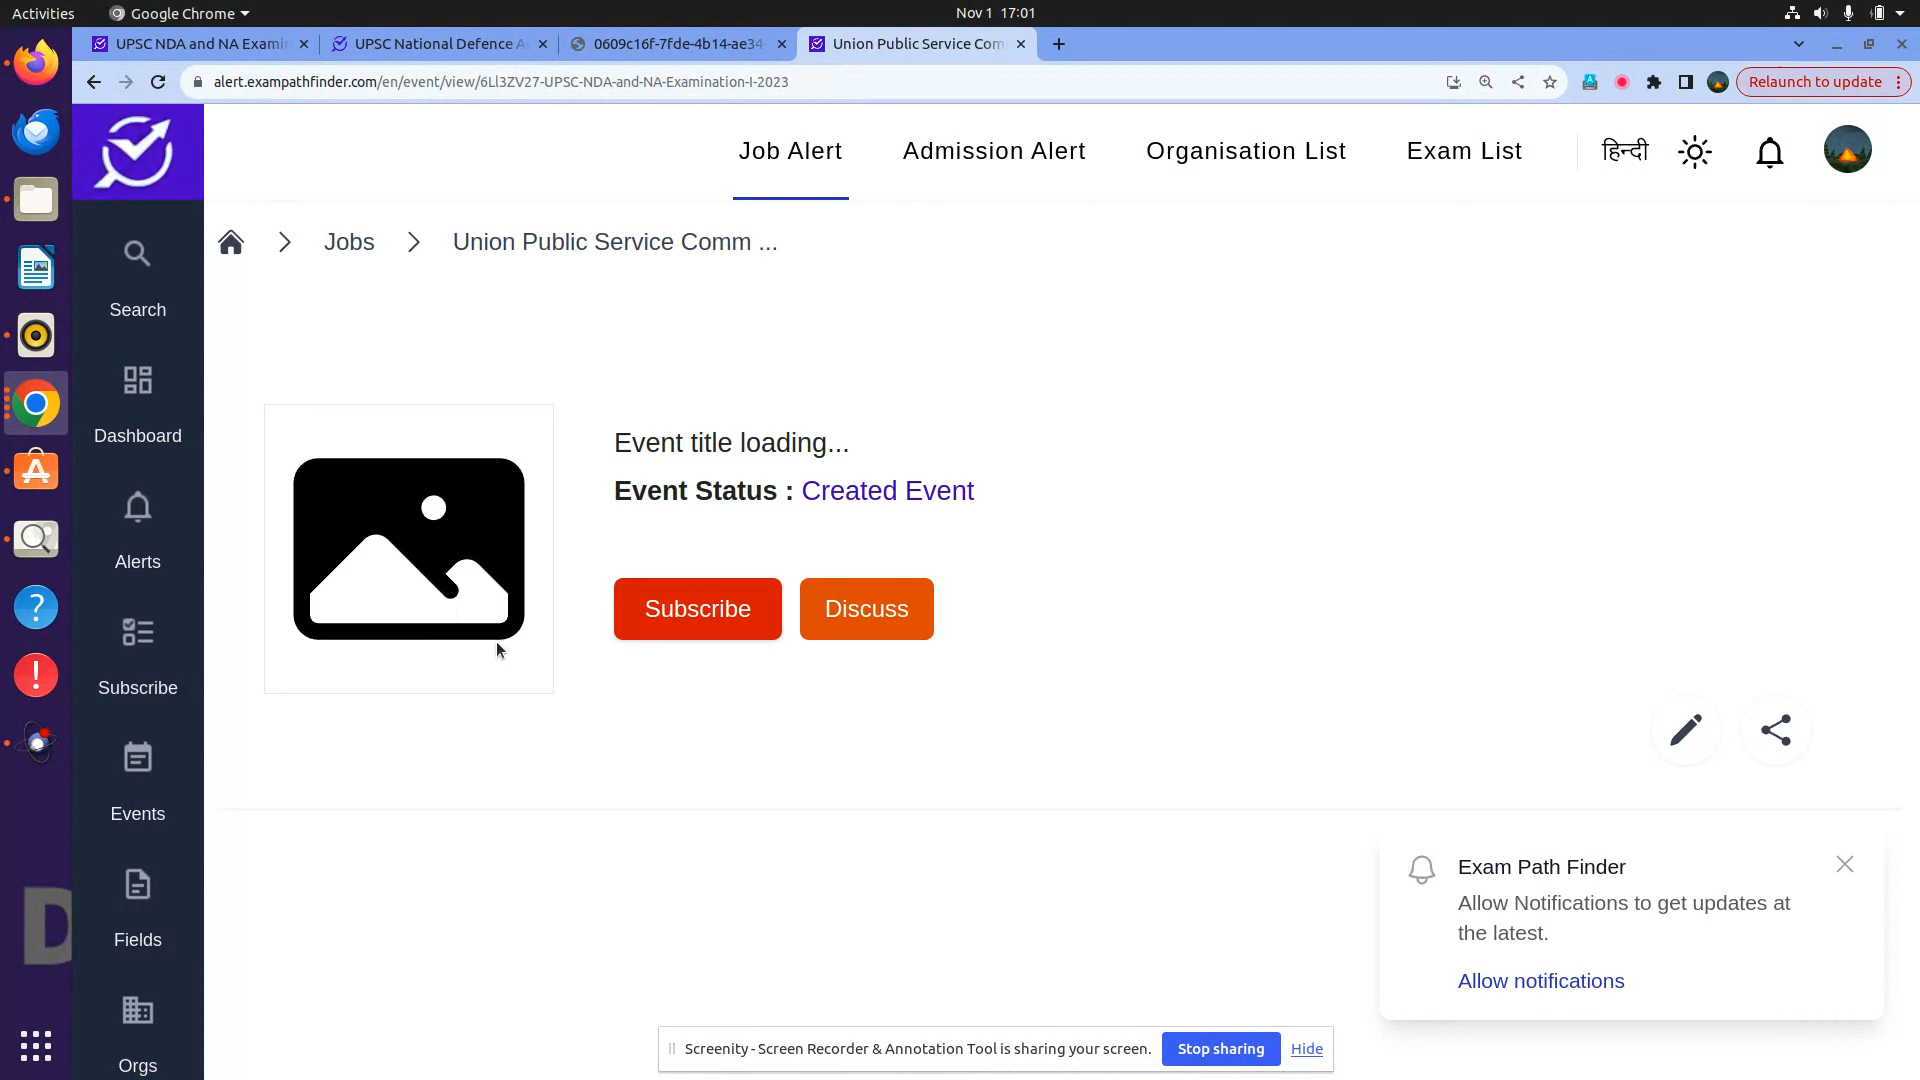 Activities
Google Chrome
Nov 1 17:01
UPSC NDA and NA Exami
UPSC National Defence A
0609c16f-7fde-4b14-ae34-
Union Public Service Com
alert.exampathfinder.com/en/event/view/6Ll3ZV27-UPSC-NDA-and-NA-Examination-I-2023
Relaunch to update
Job Alert
Admission Alert
Organisation List
Exam List
हिन्दी
Jobs
Union Public Service Comm ...
Search
Dashboard
Alerts
Subscribe
Events
Fields
Orgs
Event title loading...
Event Status : Created Event
Subscribe
Discuss
Exam Path Finder
Allow Notifications to get updates at
the latest.
Allow notifications
D
Screenity - Screen Recorder & Annotation Tool is sharing your screen.
Stop sharing
Hide